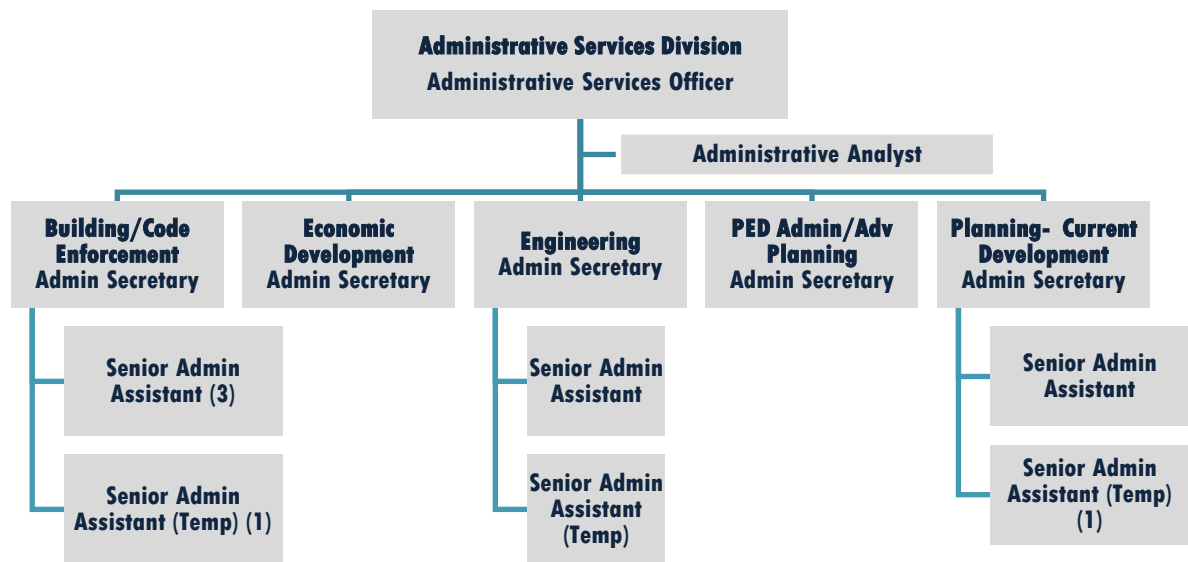 Administrative Services Division
Administrative Services Officer
Administrative Analyst
Building/Code
Enforcement
Admin Secretary
Economic
Development
Admin Secretary
Engineering
Admin Secretary
PED Admin/Adv
Planning
Admin Secretary
Planning- Current
Development
Admin Secretary
Senior Admin
Assistant (3)
Senior Admin
Assistant (Temp) (1)
Senior Admin
Assistant
Senior Admin
Assistant
(Temp)
Senior Admin
Assistant
Senior Admin
Assistant (Temp)
(1)